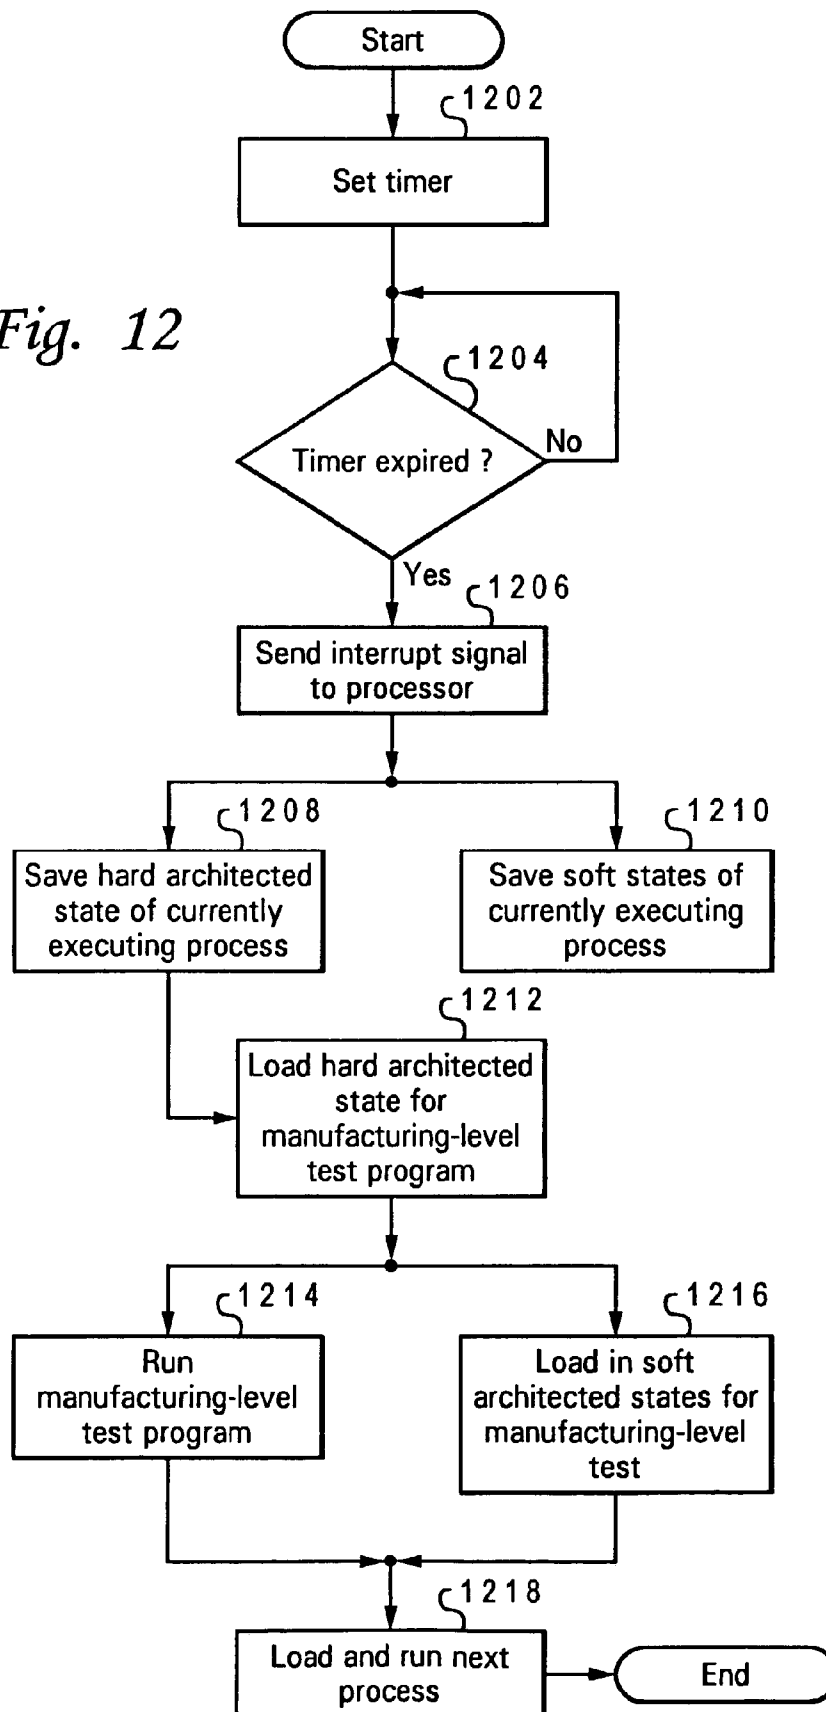 Start
1202
Set timer
Fig. 12
1204
Timer expired ?
No
Yes
1206
Send interrupt signal
to processor
1208
Save hard architected
state of currently
executing process
1210
Save soft states of
currently executing
process
1212
Load hard architected
state for
manufacturing-level
test program
1214
Run
manufacturing-level
test program
1216
Load in soft
architected states for
manufacturing-level
test
1218
Load and run next
process
End